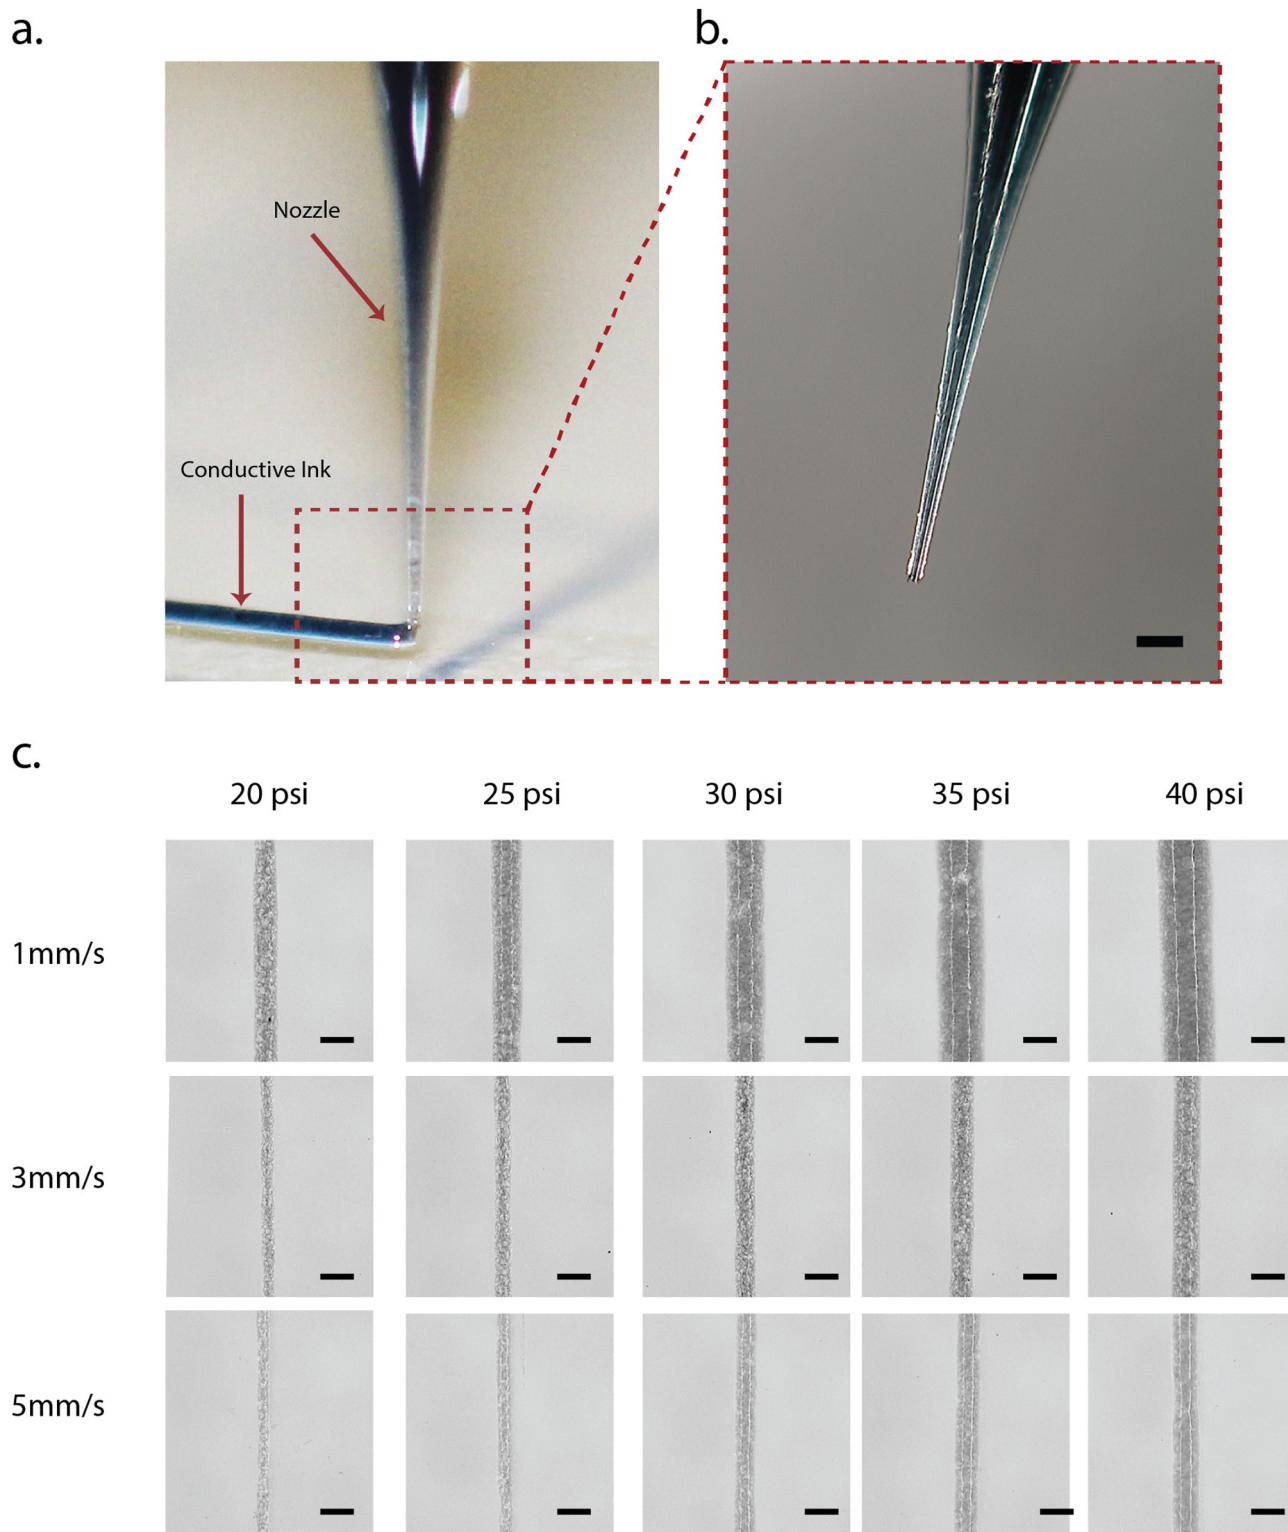 a.
b.
Nozzle
Conductive Ink
c.
20 psi
25 psi
30 psi
35 psi
40 psi
1mm/s
3mm/s
5mm/s